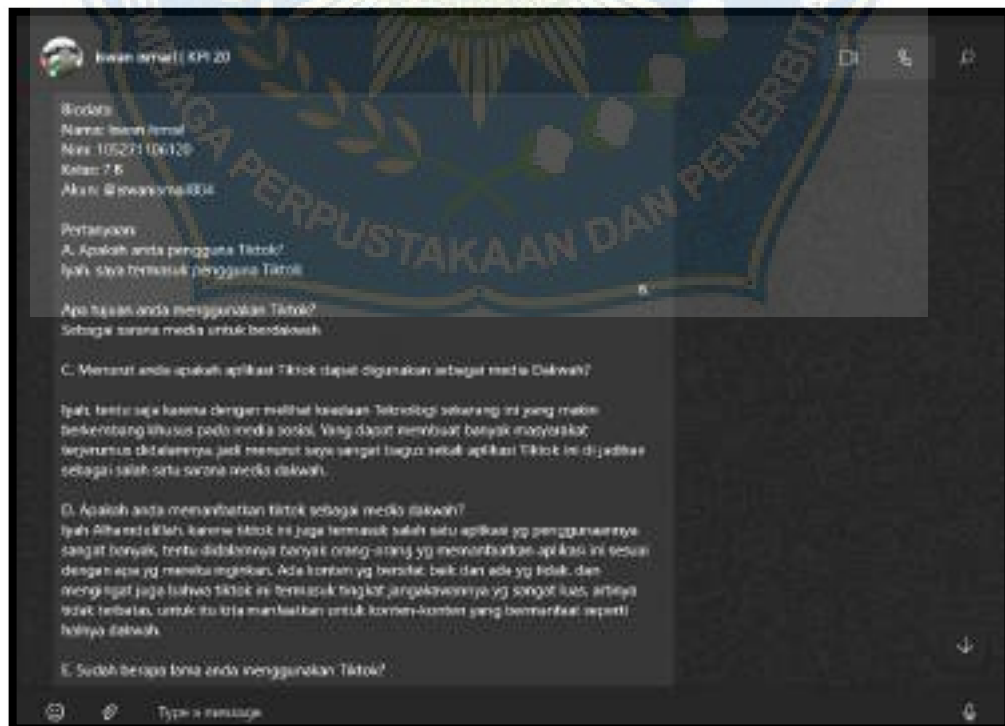 Iswan Ismail | KPI 20
LEMBAGA PERPUSTAKAAN DAN PENERBIT
Biodata
Nama: Iswan Ismail
Nim: 105271106120
Kelas: 7 B
Akun: @iswanismail804
Pertanyaan:
A. Apakah anda pengguna Tiktok?
Iyah, saya termasuk pengguna Tiktok
B.
Apa tujuan anda menggunakan Tiktok?
Sebagai sarana media untuk berdakwah
C. Menurut anda apakah aplikasi Tiktok dapat digunakan sebagai media Dakwah?
Iyah, tentu saja karena dengan melihat keadaan Teknologi sekarang ini yang makin
berkembang khusus pada media sosial. Yang dapat membuat banyak masyarakat
terjerumus didalamnya, jadi menurut saya sangat bagus sekali aplikasi Tiktok ini di jadikan
sebagai salah satu sarana media dakwah.
D. Apakah anda memanfaatkan tiktok sebagai media dakwah?
Iyah Alhamdulillah, karena tiktok ini juga termasuk salah satu aplikasi yg penggunaannya
sangat banyak, tentu didalamnya banyak orang-orang yg memanfaatkan aplikasi ini sesuai
dengan apa yg mereka inginkan. Ada konten yg bersifat baik dan ada yg tidak, dan
mengingat juga bahwa tiktok ini termasuk tingkat jangkauannya yg sangat luas, artinya
tidak terbatas, untuk itu kita manfaatkan untuk konten-konten yang bermanfaat seperti
halnya dakwah.
E. Sudah berapa lama anda menggunakan Tiktok?
Type a message